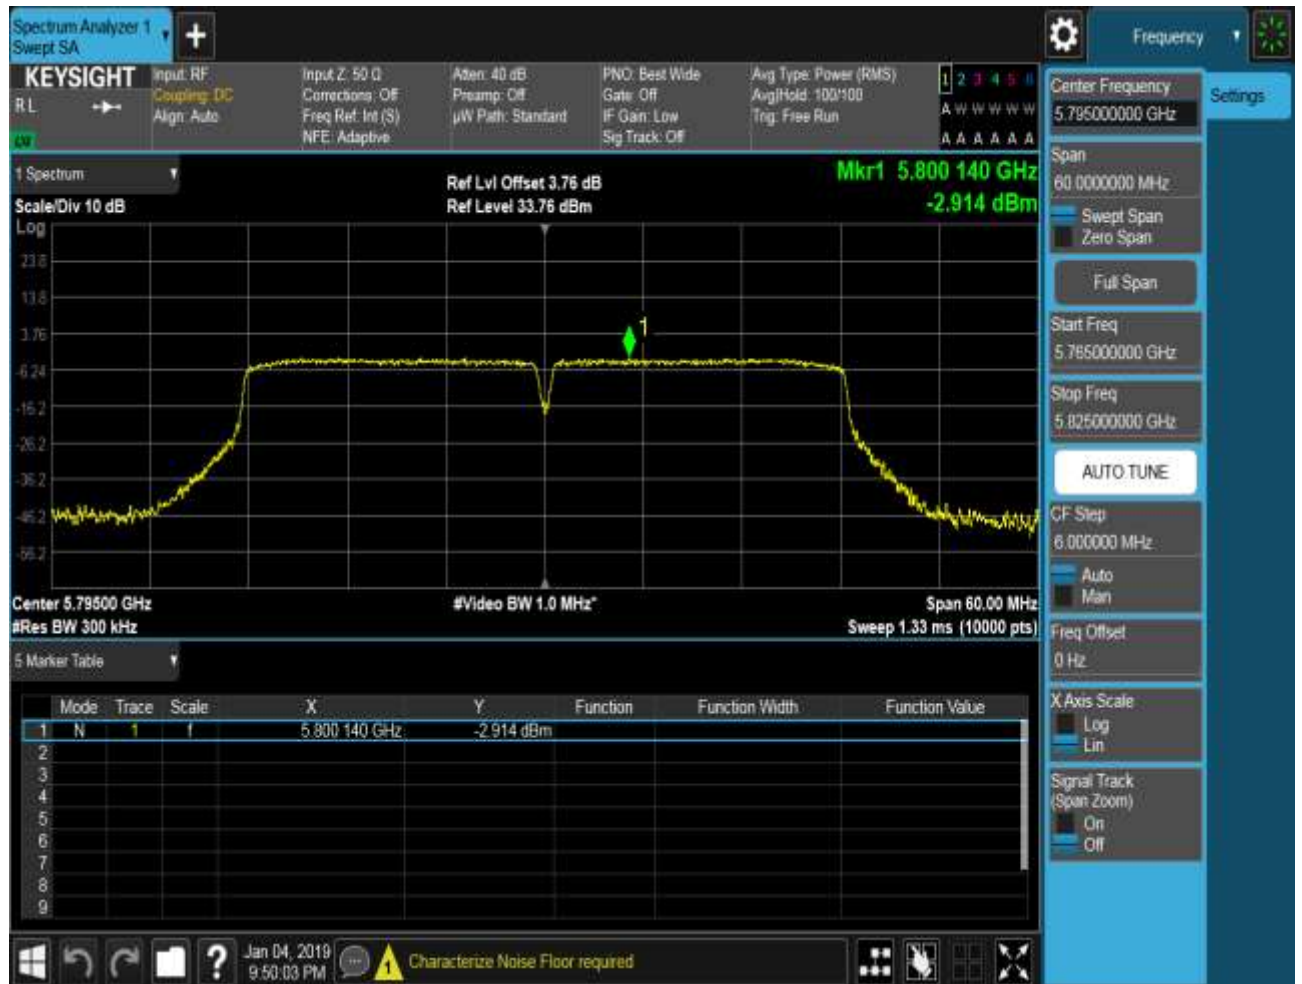 Spectrum Analyzer 1
Swept SA
+
Frequency
KEYSIGHT
Input: RF
Coupling: DC
Align: Auto
Input Z: 50 Ω
Corrections: Off
Freq Ref: Int (S)
NFE: Adaptive
Atten: 40 dB
Preamp: Off
µW Path: Standard
PNO: Best Wide
Gate: Off
IF Gain: Low
Sig Track: Off
Avg Type: Power (RMS)
Avg|Hold: 100/100
Trig: Free Run
1 2 3 4 5 6
A W W W W W
A A A A A A
R L
1 Spectrum
Scale/Div 10 dB
Log
Ref Lvl Offset 3.76 dB
Ref Level 33.76 dBm
Mkr1 5.800 140 GHz
-2.914 dBm
23.8
13.8
3.76
-6.24
-16.2
-26.2
-36.2
-46.2
-56.2
1
Center 5.79500 GHz
#Res BW 300 kHz
#Video BW 1.0 MHz*
Span 60.00 MHz
Sweep 1.33 ms (10000 pts)
5 Marker Table
Mode Trace Scale X Y Function Function Width Function Value
1 N 1 f 5.800 140 GHz -2.914 dBm
2
3
4
5
6
7
8
9
Center Frequency
5.795000000 GHz
Settings
Span
60.0000000 MHz
Swept Span
Zero Span
Full Span
Start Freq
5.765000000 GHz
Stop Freq
5.825000000 GHz
AUTO TUNE
CF Step
6.000000 MHz
Auto
Man
Freq Offset
0 Hz
X Axis Scale
Log
Lin
Signal Track
(Span Zoom)
On
Off
?
Jan 04, 2019
9:50:03 PM
1
Characterize Noise Floor required